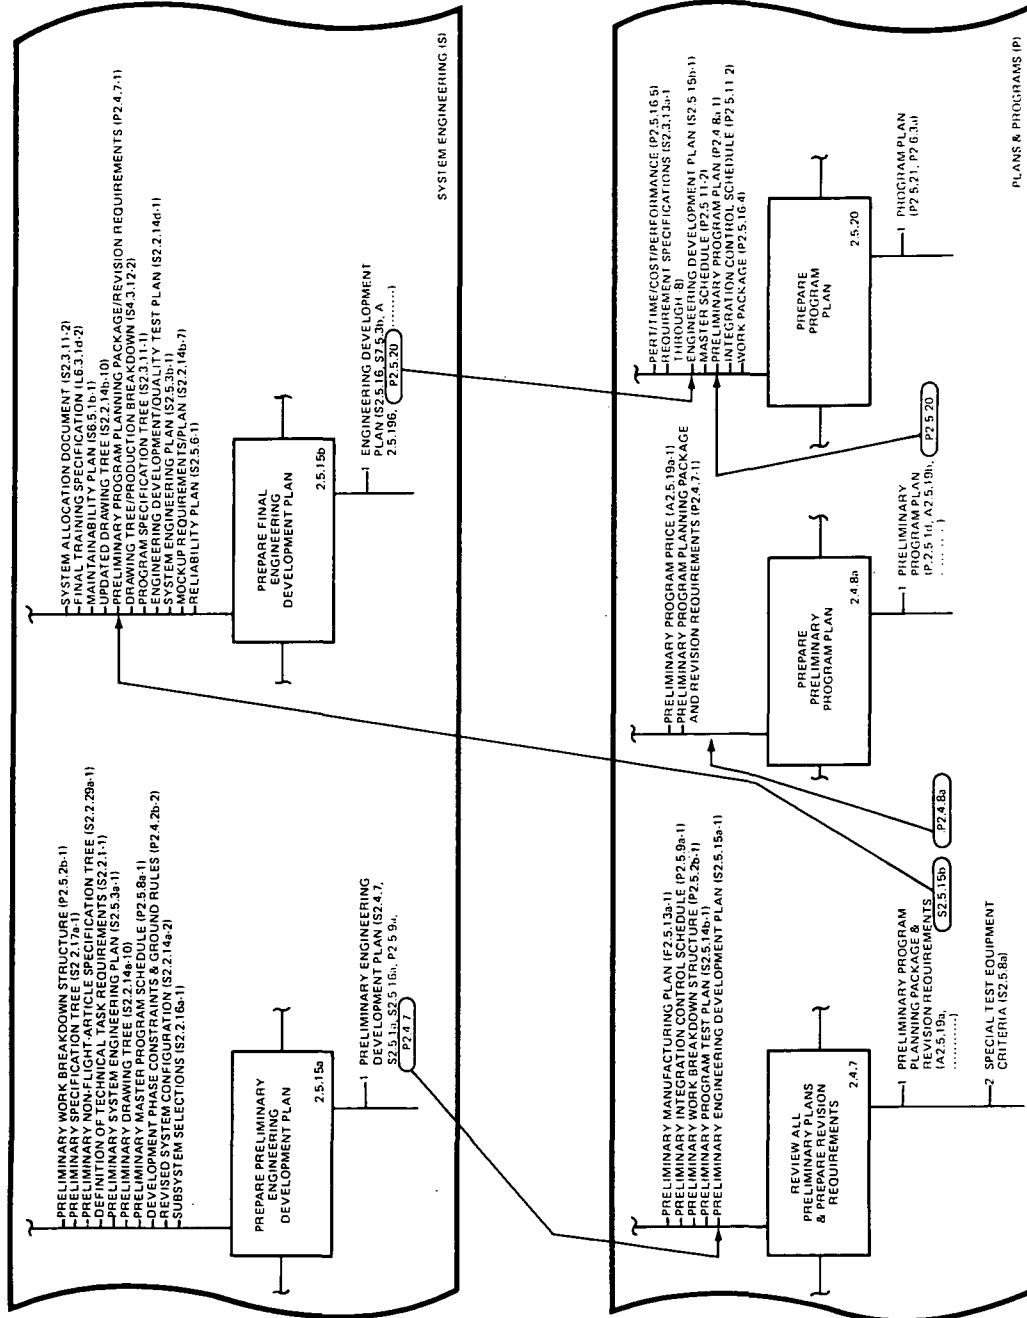 PRELIMINARY WORK BREAKDOWN STRUCTURE (P2.5.2b-1)
PRELIMINARY SPECIFICATION TREE (S2 2.17a-1)
PRELIMINARY NON-FLIGHT-ARTICLE SPECIFICATION TREE (S2.2.29a-1)
DEFINITION OF TECHNICAL TASK REQUIREMENTS (S2.2.1-1)
PRELIMINARY SYSTEM ENGINEERING PLAN (S2.5.3a-1)
PRELIMINARY DRAWING TREE (S2.2.14a-10)
PRELIMINARY MASTER PROGRAM SCHEDULE (P2.5.8a-1)
DEVELOPMENT PHASE CONSTRAINTS & GROUND RULES (P2.4.2b-2)
REVISED SYSTEM CONFIGURATION (S2.2.14a-2)
SUBSYSTEM SELECTIONS (S2.2.16a-1)
PREPARE PRELIMINARY
ENGINEERING
DEVELOPMENT PLAN
2.5.15a
1 PRELIMINARY ENGINEERING
DEVELOPMENT PLAN (S2.4.7,
S2 5.1a, S2.5 16a, P2 5 9a,
P2.4.7
SYSTEM ALLOCATION DOCUMENT (S2.3.11-2)
FINAL TRAINING SPECIFICATION (L6.3.1d-2)
MAINTAINABILITY PLAN (S6.5.1b-1)
UPDATED DRAWING TREE (S2.2.14b-10)
PRELIMINARY PROGRAM PLANNING PACKAGE/REVISION REQUIREMENTS (P2.4.7-1)
DRAWING TREE/PRODUCTION BREAKDOWN (S4.3.12-2)
PROGRAM SPECIFICATION TREE (S2.3.11-1)
ENGINEERING DEVELOPMENT/QUALITY TEST PLAN (S2.2.14d-1)
SYSTEM ENGINEERING PLAN (S2.5.3b-1)
MOCKUP REQUIREMENTS/PLAN (S2.2.14b-7)
RELIABILITY PLAN (S2.5.6-1)
PREPARE FINAL
ENGINEERING
DEVELOPMENT PLAN
2.5.15b
1 ENGINEERING DEVELOPMENT
PLAN (S2.5.16, S7.5.3b, A
2.5.196, P2.5.20 .......)
SYSTEM ENGINEERING (S)
PRELIMINARY MANUFACTURING PLAN (F2.5.13a-1)
PRELIMINARY INTEGRATION CONTROL SCHEDULE (P2.5.9a-1)
PRELIMINARY WORK BREAKDOWN STRUCTURE (P2.5.2b-1)
PRELIMINARY PROGRAM TEST PLAN (S2.5.14b-1)
PRELIMINARY ENGINEERING DEVELOPMENT PLAN (S2.5.15a-1)
REVIEW ALL
PRELIMINARY PLANS
& PREPARE REVISION
REQUIREMENTS
2.4.7
1 PRELIMINARY PROGRAM
PLANNING PACKAGE &
REVISION REQUIREMENTS
(A2.5.19a,
..........)
S2.5.15b
P2.4.8a
2 SPECIAL TEST EQUIPMENT
CRITERIA (S2.5.8a)
PRELIMINARY PROGRAM PRICE (A2.5.19a-1)
PRELIMINARY PROGRAM PLANNING PACKAGE
AND REVISION REQUIREMENTS (P2.4.7-1)
PREPARE
PRELIMINARY
PROGRAM PLAN
2.4.8a
1 PRELIMINARY
PROGRAM PLAN
(P.2.5 1d, A2.5.19b,
.........)
P2 5 20
PERT/TIME/COST/PERFORMANCE (P2.5.16 5)
REQUIREMENT SPECIFICATIONS (S2.3.13a-1
THROUGH -8)
ENGINEERING DEVELOPMENT PLAN (S2.5 15b-1)
MASTER SCHEDULE (P2.5 11-2)
PRELIMINARY PROGRAM PLAN (P2.4 8a 1)
INTEGRATION CONTROL SCHEDULE (P2 5.11 2)
WORK PACKAGE (P2.5.16-4)
PREPARE
PROGRAM
PLAN
2.5.20
1 PROGRAM PLAN
(P2 5.21, P2 6.3a)
PLANS & PROGRAMS (P)